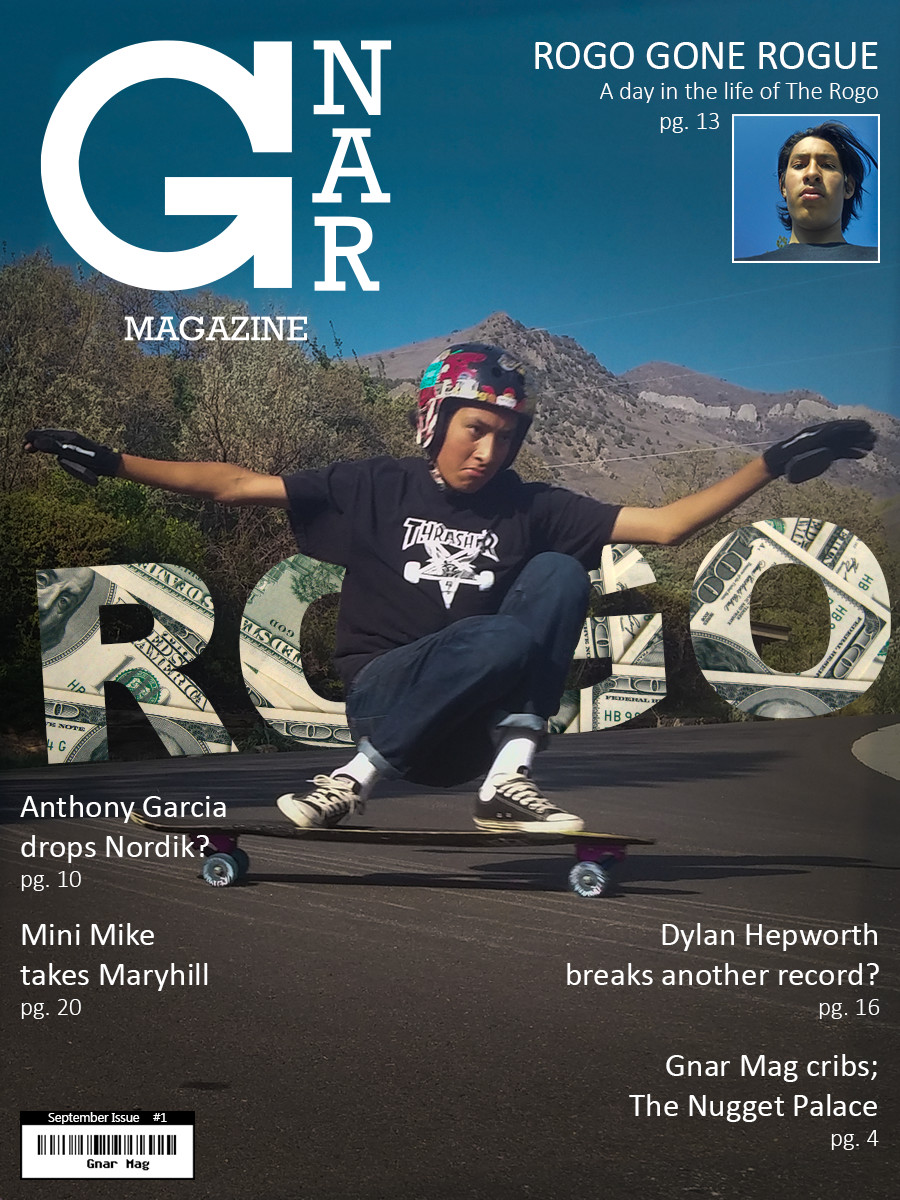 G
NAR
MAGAZINE
ROGO GONE ROGUE
A day in the life of The Rogo
pg. 13
THRASHER
ROGO
Anthony Garcia
drops Nordik?
pg. 10
Mini Mike
takes Maryhill
pg. 20
Dylan Hepworth
breaks another record?
pg. 16
Gnar Mag cribs;
The Nugget Palace
pg. 4
September Issue #1
Gnar Mag